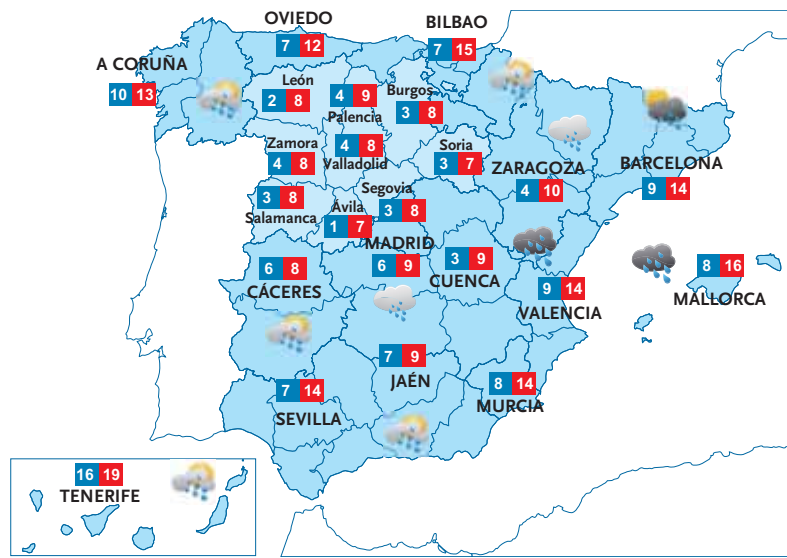 OVIEDO
7 12
BILBAO
7 15
A CORUÑA
10 13
León
2 8
4 9
Palencia
Burgos
3 8
Zamora
4 8
4 8
Valladolid
Soria
3 7
ZARAGOZA
4 10
BARCELONA
9 14
3 8
Salamanca
Ávila
1 7
Segovia
3 8
MADRID
6 9
3 9
CUENCA
6 8
CÁCERES
9 14
VALENCIA
8 16
MALLORCA
7 9
JAÉN
7 14
SEVILLA
8 14
MURCIA
16 19
TENERIFE